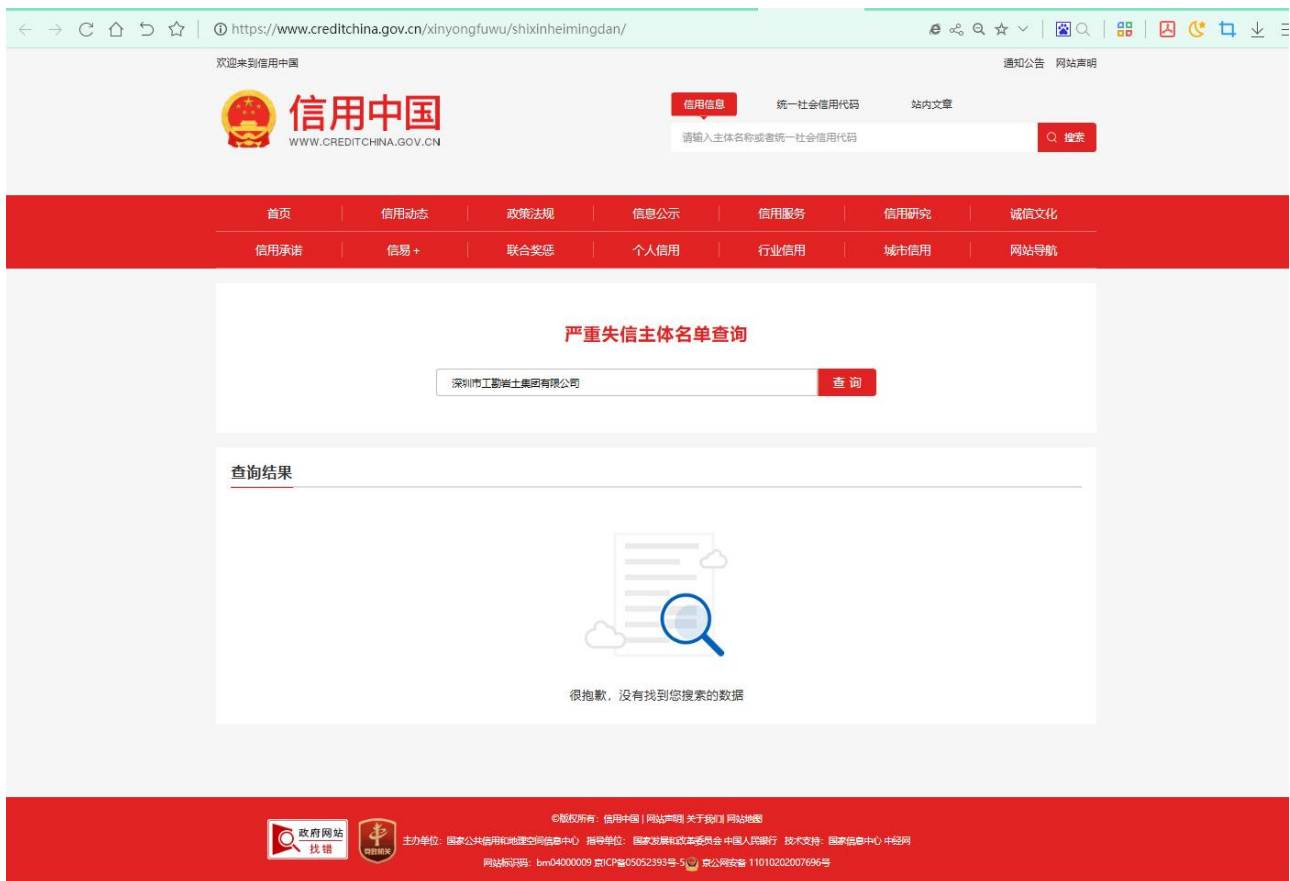 https://www.creditchina.gov.cn/xinyongfuwu/shixinheimingdan/
欢迎来到信用中国
通知公告 网站声明
信用中国
WWW.CREDITCHINA.GOV.CN
信用信息 统一社会信用代码 站内文章
请输入主体名称或者统一社会信用代码
搜索
首页 信用动态 政策法规 信息公示 信用服务 信用研究 诚信文化
信用承诺 信易+ 联合奖惩 个人信用 行业信用 城市信用 网站导航
严重失信主体名单查询
深圳市工勘岩土集团有限公司
查询
查询结果
很抱歉，没有找到您搜索的数据
©版权所有：信用中国 | 网站声明| 关于我们| 网站地图
政府网站
找错
党政机关
主办单位：国家公共信用和地理空间信息中心 指导单位：国家发展和改革委员会 中国人民银行 技术支持：国家信息中心 中经网
网站标识码：bm04000009 京ICP备05052393号-5 京公网安备 11010202007696号